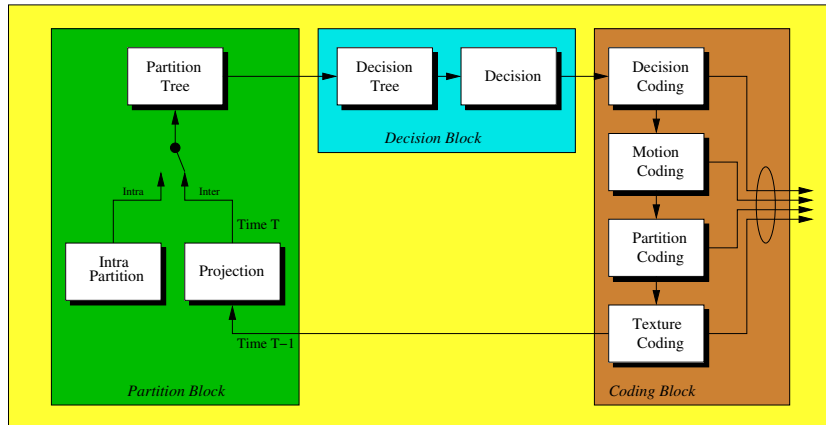 Partition
Tree
Decision
Tree
Decision
Decision Block
Decision
Coding
Motion
Coding
Partition
Coding
Texture
Coding
Coding Block
Intra
Inter
Time T
Intra
Partition
Projection
Time T−1
Partition Block